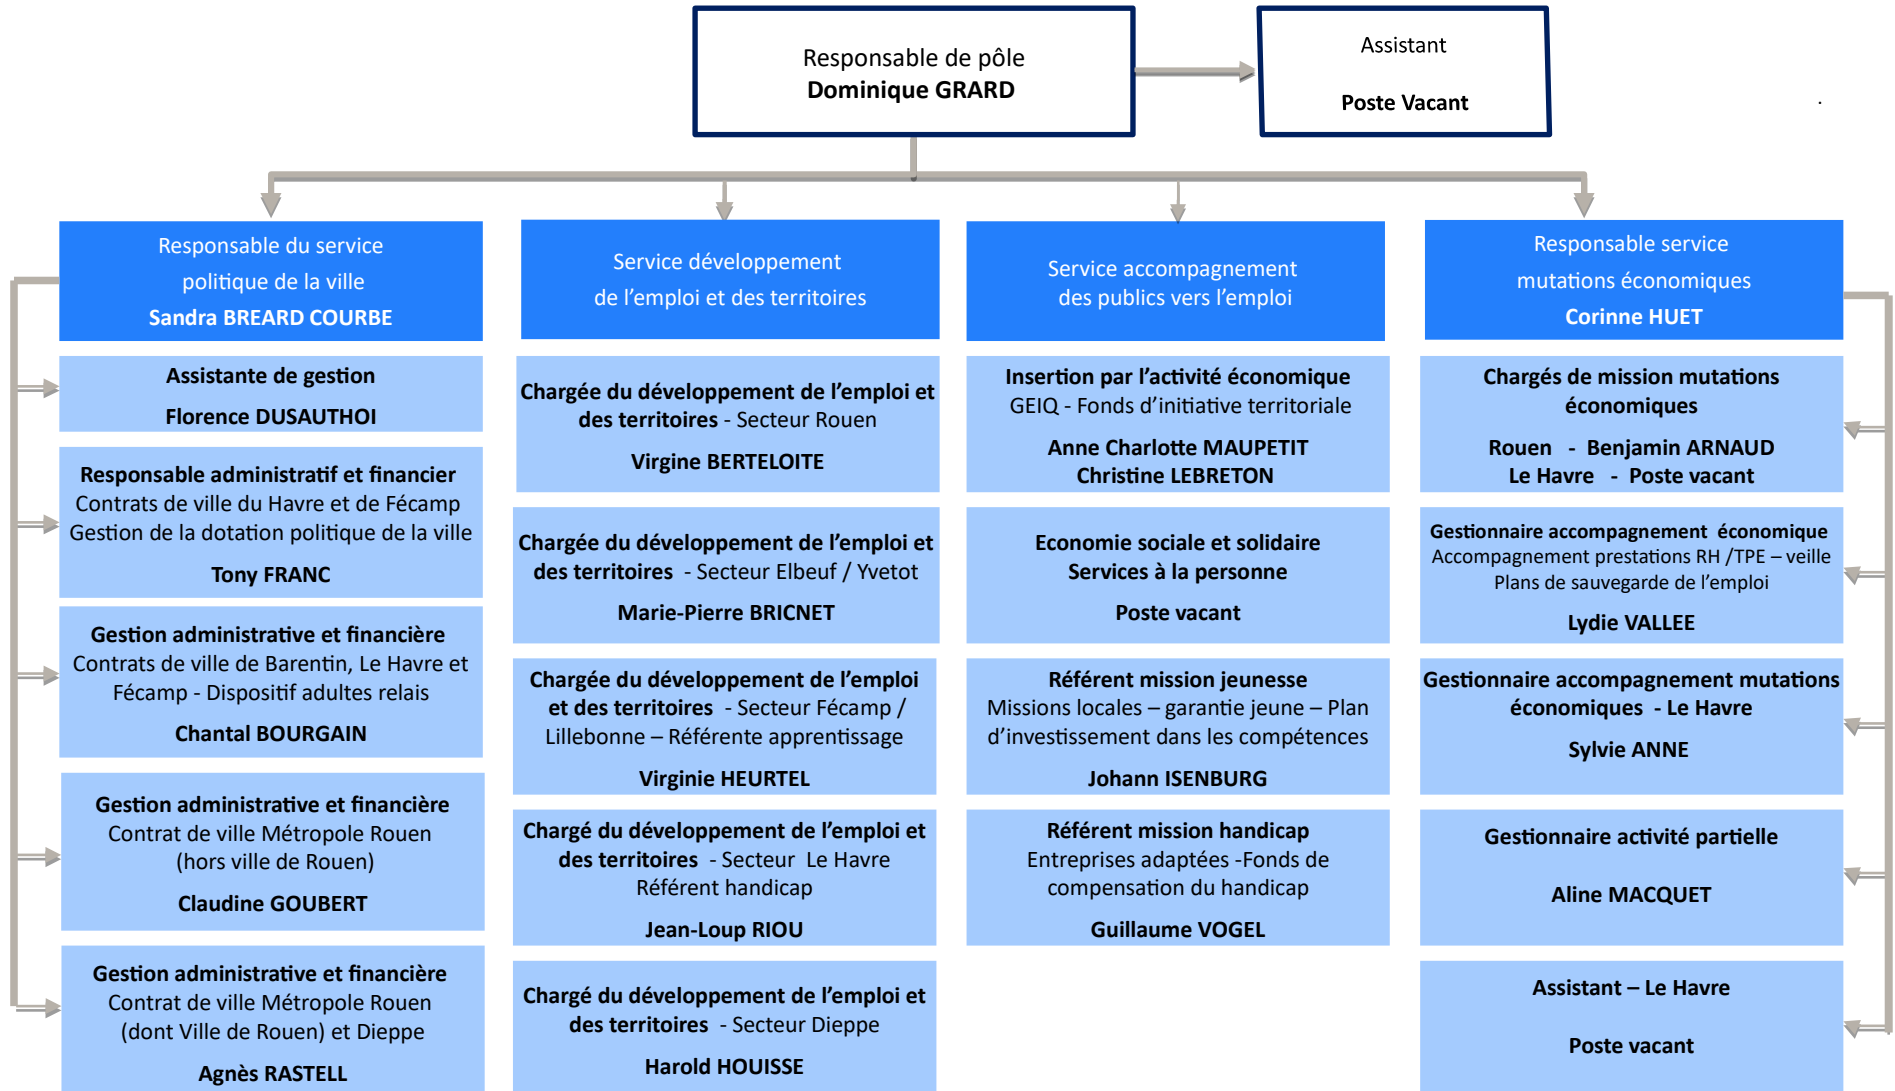 Responsable de pôle
Dominique GRARD
Assistant
Poste Vacant
.
Responsable du service
politique de la ville
Sandra BREARD COURBE
Assistante de gestion
Florence DUSAUTHOI
Responsable administratif et financier
Contrats de ville du Havre et de Fécamp
Gestion de la dotation politique de la ville
Tony FRANC
Gestion administrative et financière
Contrats de ville de Barentin, Le Havre et
Fécamp - Dispositif adultes relais
Chantal BOURGAIN
Gestion administrative et financière
Contrat de ville Métropole Rouen
(hors ville de Rouen)
Claudine GOUBERT
Gestion administrative et financière
Contrat de ville Métropole Rouen
(dont Ville de Rouen) et Dieppe
Agnès RASTELL
Service développement
de l’emploi et des territoires
Chargée du développement de l’emploi et
des territoires - Secteur Rouen
Virgine BERTELOITE
Chargée du développement de l’emploi et
des territoires - Secteur Elbeuf / Yvetot
Marie-Pierre BRICNET
Chargée du développement de l’emploi
et des territoires - Secteur Fécamp /
Lillebonne – Référente apprentissage
Virginie HEURTEL
Chargé du développement de l’emploi et
des territoires - Secteur Le Havre
Référent handicap
Jean-Loup RIOU
Chargé du développement de l’emploi et
des territoires - Secteur Dieppe
Harold HOUISSE
Service accompagnement
des publics vers l’emploi
Insertion par l’activité économique
GEIQ - Fonds d’initiative territoriale
Anne Charlotte MAUPETIT
Christine LEBRETON
Economie sociale et solidaire
Services à la personne
Poste vacant
Référent mission jeunesse
Missions locales – garantie jeune – Plan
d’investissement dans les compétences
Johann ISENBURG
Référent mission handicap
Entreprises adaptées -Fonds de
compensation du handicap
Guillaume VOGEL
Responsable service
mutations économiques
Corinne HUET
Chargés de mission mutations
économiques
Rouen - Benjamin ARNAUD
Le Havre - Poste vacant
Gestionnaire accompagnement économique
Accompagnement prestations RH /TPE – veille
Plans de sauvegarde de l’emploi
Lydie VALLEE
Gestionnaire accompagnement mutations
économiques - Le Havre
Sylvie ANNE
Gestionnaire activité partielle
Aline MACQUET
Assistant – Le Havre
Poste vacant